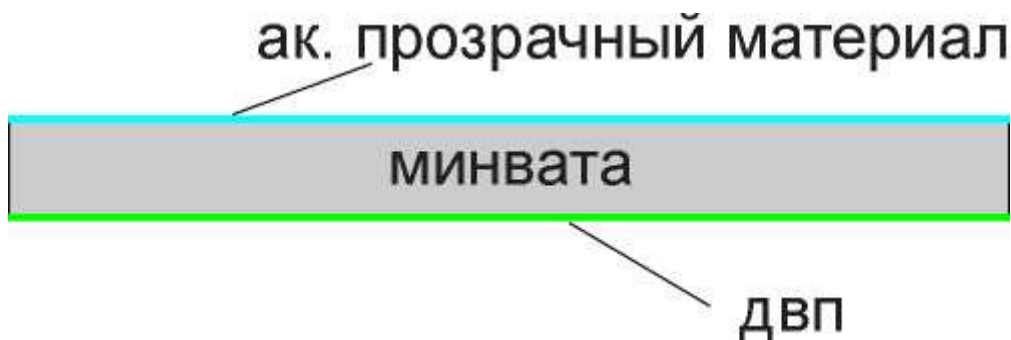 ак. прозрачный материал
минвата
двп